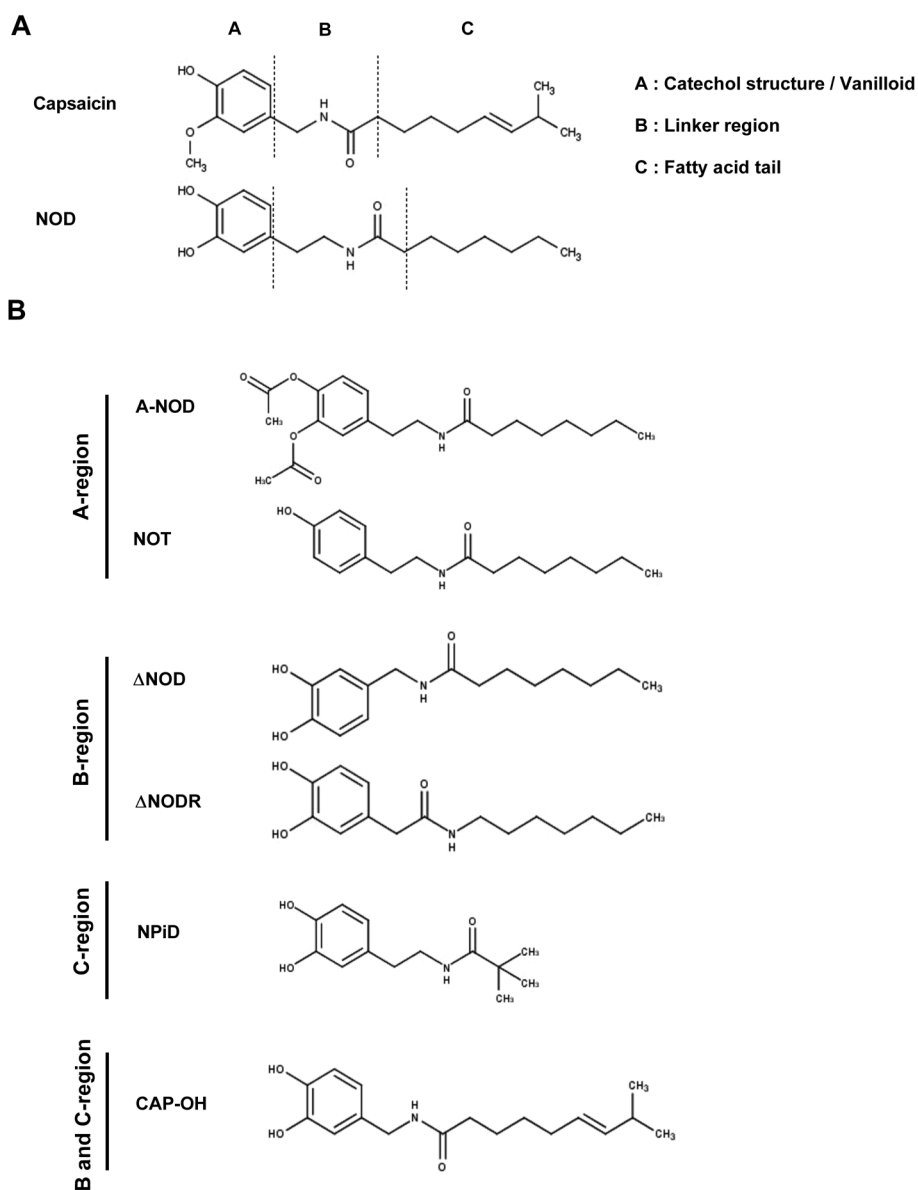 A
A B C
Capsaicin
HO
O
CH3
H
N
O
CH3
CH3
A : Catechol structure / Vanilloid
B : Linker region
C : Fatty acid tail
NOD
HO
HO
O
N
H
CH3
B
A-region
A-NOD
O
O
CH3
O
H3C
O
O
N
H
CH3
NOT
HO
O
N
H
CH3
B-region
ΔNOD
HO
HO
O
N
H
CH3
ΔNODR
HO
HO
O
N
H
CH3
C-region
NPiD
HO
HO
O
N
H
CH3
CH3
CH3
B and C-region
CAP-OH
HO
HO
H
N
O
CH3
CH3